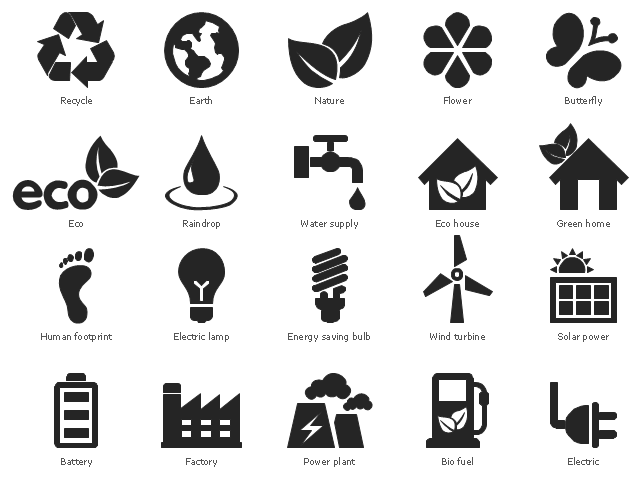 Recycle
Earth
Nature
Flower
Butterfly
eco
Eco
Raindrop
Water supply
Eco house
Green home
Human footprint
Electric lamp
Energy saving bulb
Wind turbine
Solar power
Battery
Factory
Power plant
Bio fuel
Electric